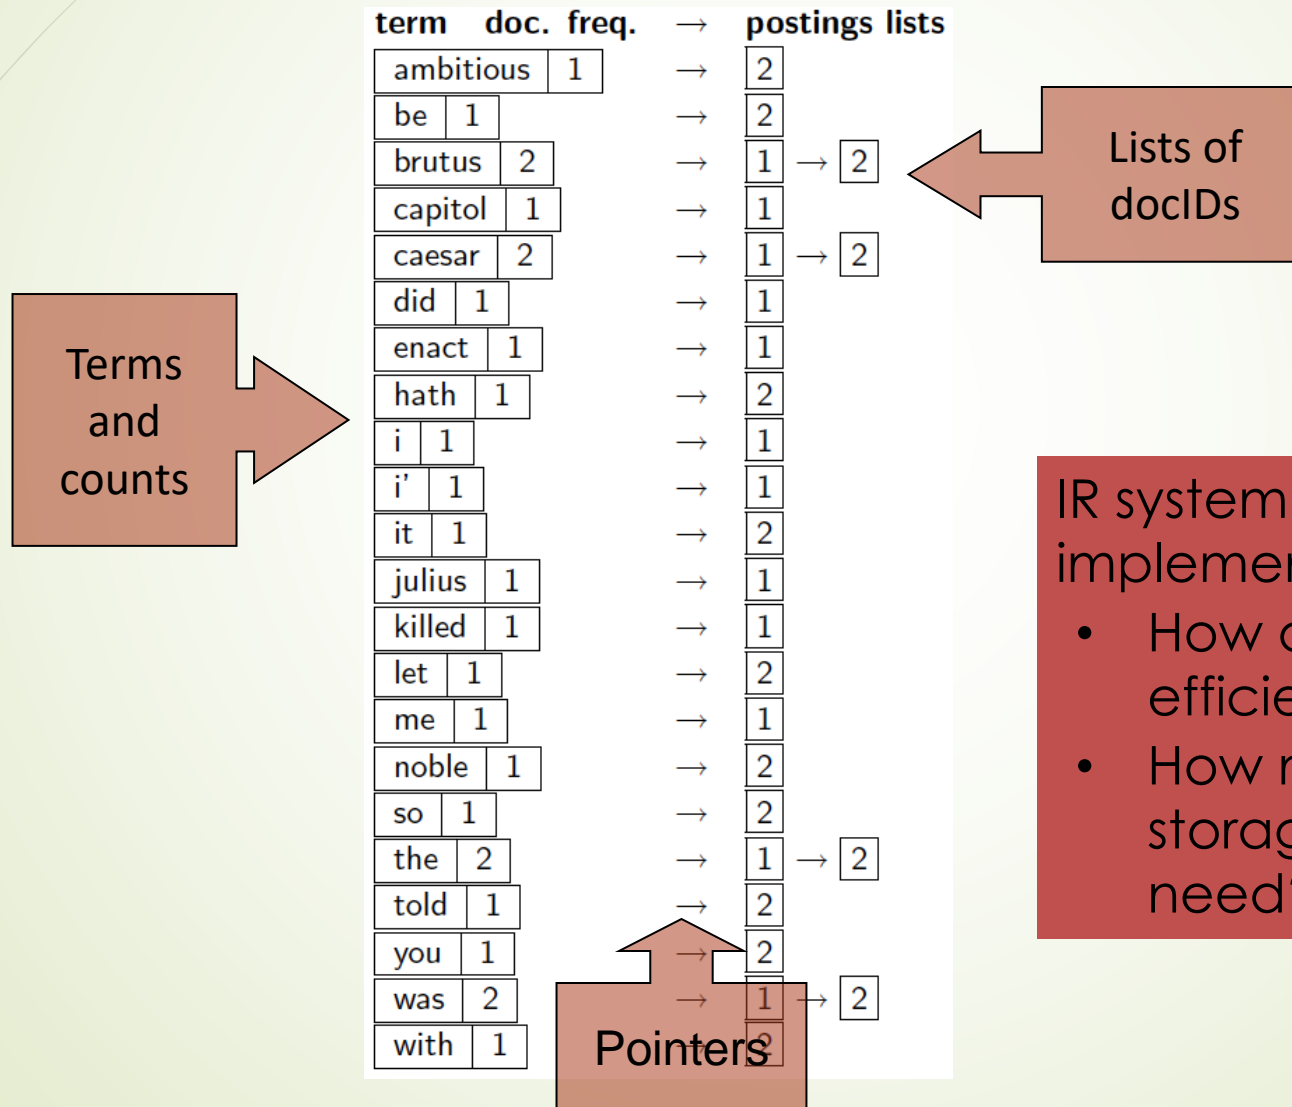 term doc. freq. → postings lists
ambitious 1 → 2
be 1 → 2
brutus 2 → 1 → 2
capitol 1 → 1
caesar 2 → 1 → 2
did 1 → 1
enact 1 → 1
hath 1 → 2
i 1 → 1
i' 1 → 1
it 1 → 2
julius 1 → 1
killed 1 → 1
let 1 → 2
me 1 → 1
noble 1 → 2
so 1 → 2
the 2 → 1 → 2
told 1 → 2
you 1 → 2
was 2 → 1 → 2
with 1 → 2
Terms
and
counts
Lists of
docIDs
Pointers
IR system
• How
• How